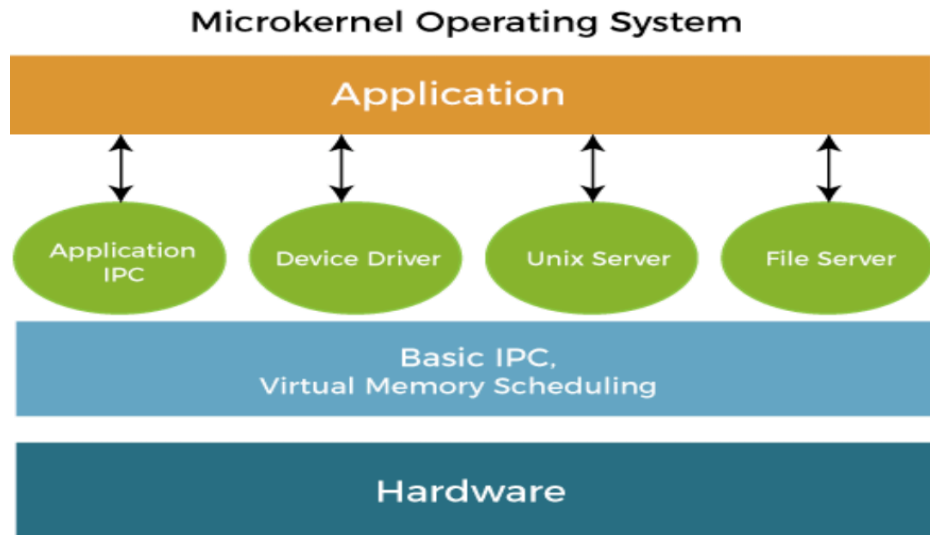 Microkernel Operating System
Application
Application
IPC
Device Driver
Unix Server
File Server
Basic IPC,
Virtual Memory Scheduling
Hardware